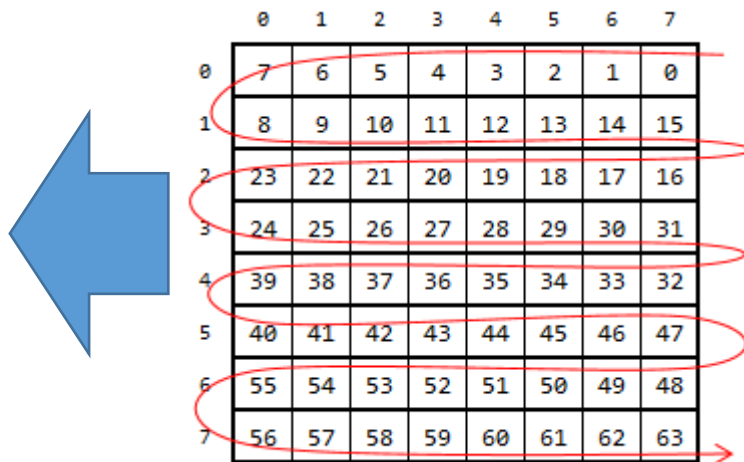 0 1 2 3 4 5 6 7
0 7 6 5 4 3 2 1 0
1 8 9 10 11 12 13 14 15
2 23 22 21 20 19 18 17 16
3 24 25 26 27 28 29 30 31
4 39 38 37 36 35 34 33 32
5 40 41 42 43 44 45 46 47
6 55 54 53 52 51 50 49 48
7 56 57 58 59 60 61 62 63